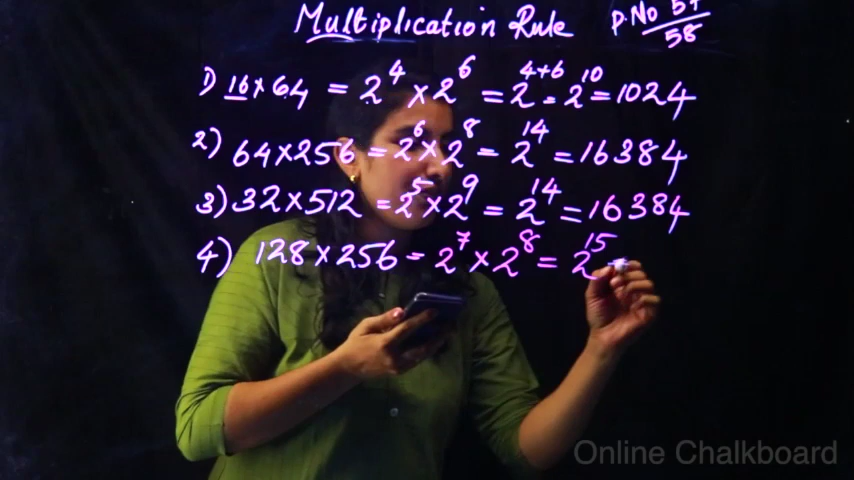 Multiplication Rule P.No 57/58
1) 16 × 64 = 2^4 × 2^6 = 2^4+6 = 2^10 = 1024
2) 64 × 256 = 2^6 × 2^8 = 2^14 = 16384
3) 32 × 512 = 2^5 × 2^9 = 2^14 = 16384
4) 128 × 256 = 2^7 × 2^8 = 2^15 =
Online Chalkboard